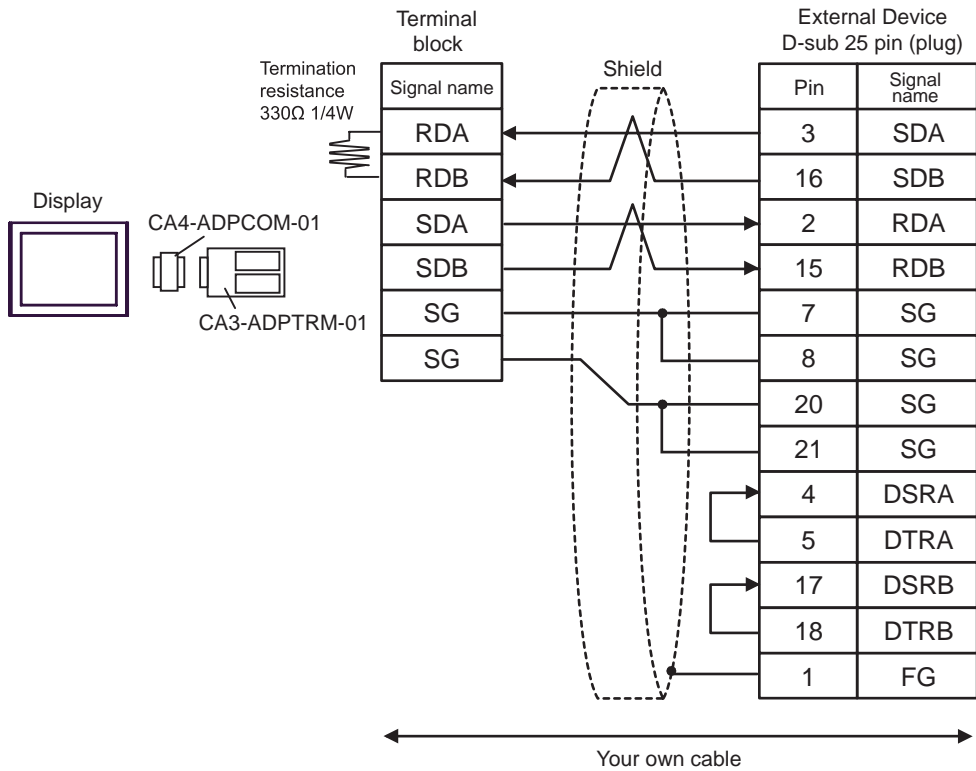 Terminal
block
External Device
D-sub 25 pin (plug)
Termination
resistance
330Ω 1/4W
Shield
Signal name
Pin
Signal
name
RDA
3
SDA
RDB
16
SDB
SDA
2
RDA
SDB
15
RDB
SG
7
SG
SG
8
SG
20
SG
21
SG
4
DSRA
5
DTRA
17
DSRB
18
DTRB
1
FG
Display
CA4-ADPCOM-01
CA3-ADPTRM-01
Your own cable